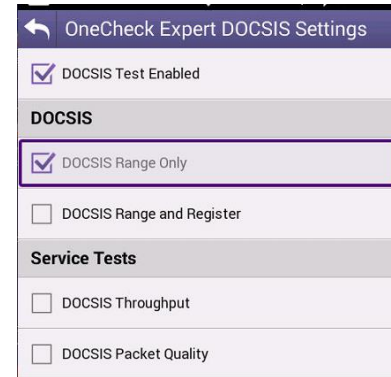 OneCheck Expert DOCSIS Settings
DOCSIS Test Enabled
DOCSIS
DOCSIS Range Only
DOCSIS Range and Register
Service Tests
DOCSIS Throughput
DOCSIS Packet Quality